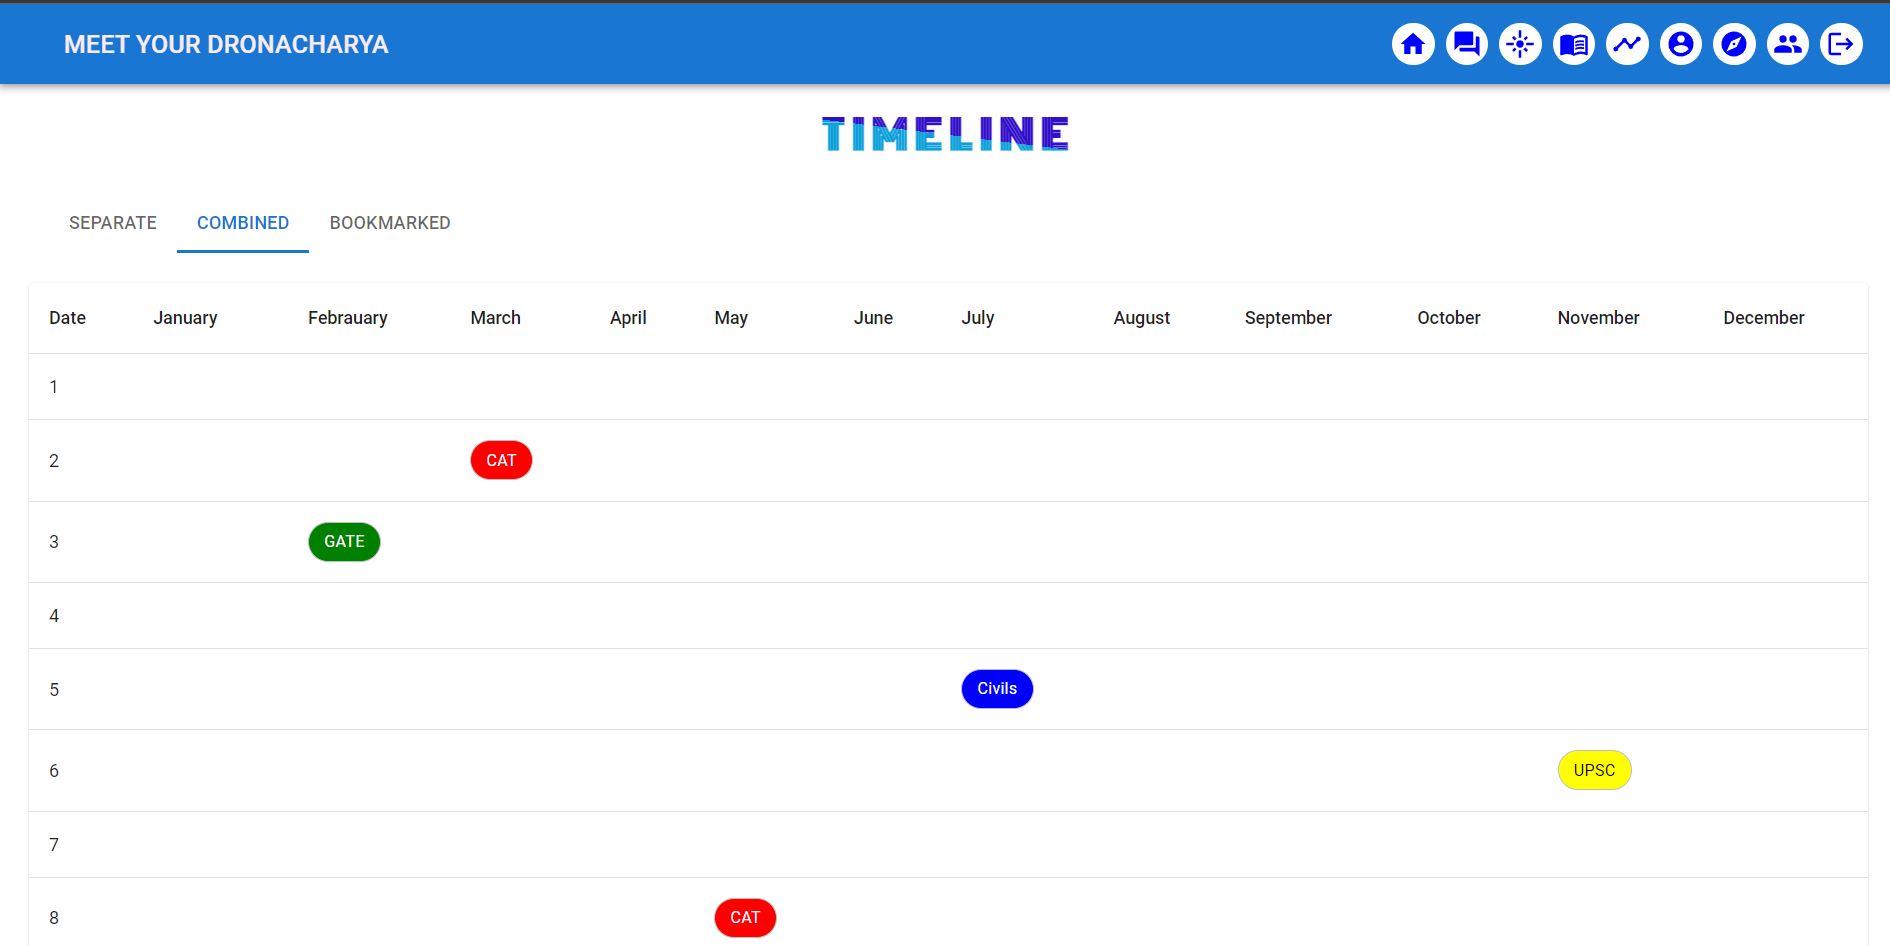 MEET YOUR DRONACHARYA
TIMELINE
SEPARATE COMBINED BOOKMARKED
Date January Febrauary March April May June July August September October November December
1
2 CAT
3 GATE
4
5 Civils
6 UPSC
7
8 CAT